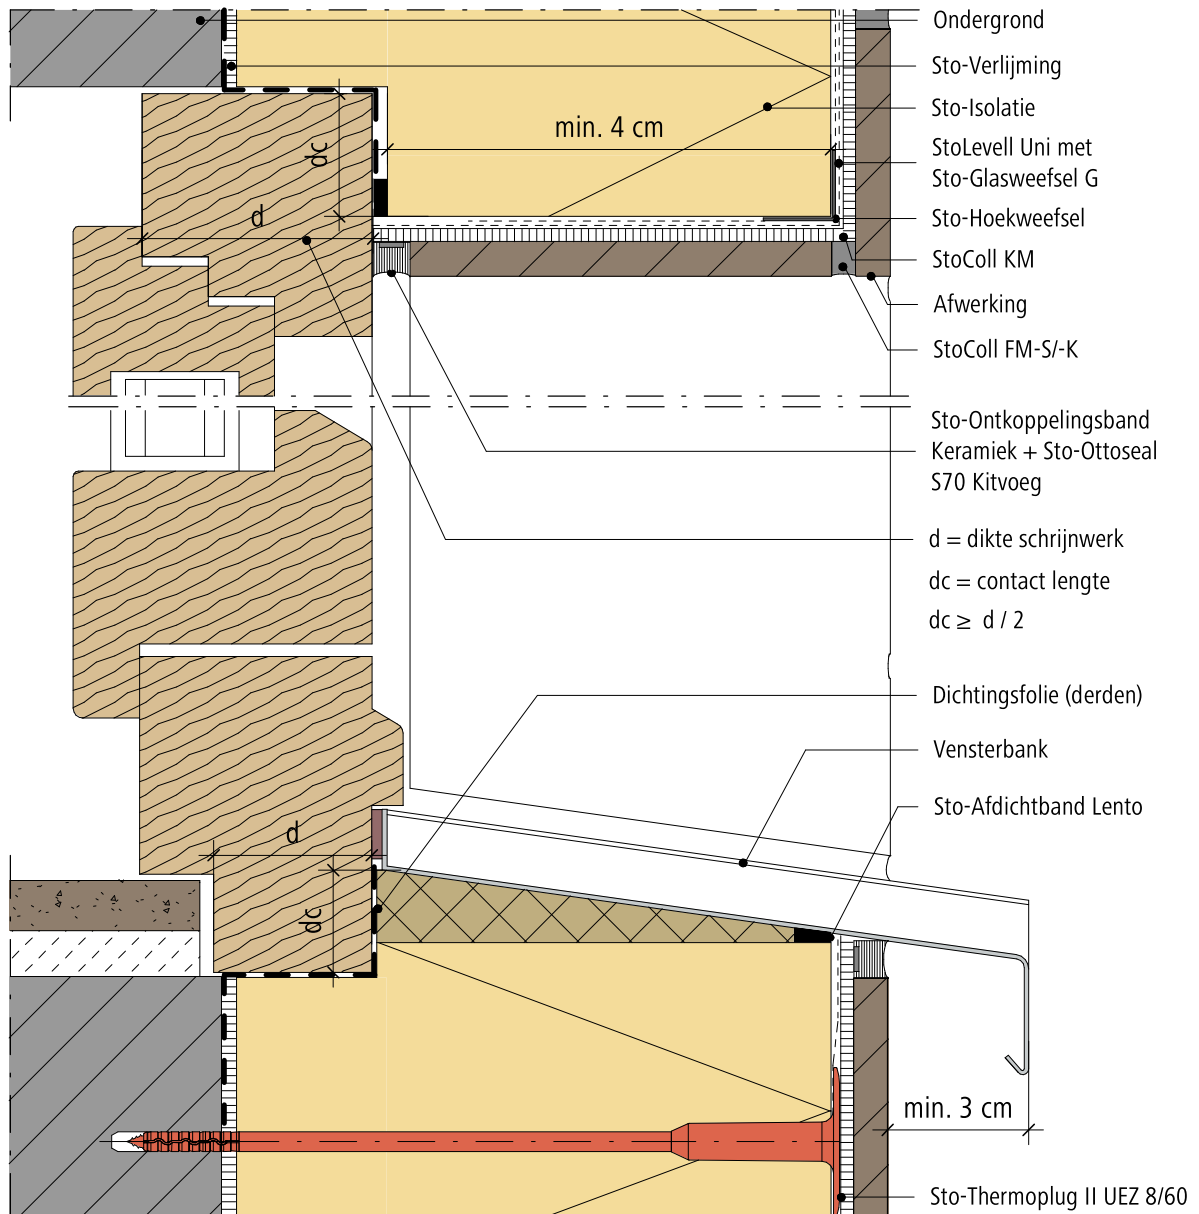 Ondergrond
Sto-Verlijming
Sto-Isolatie
min. 4 cm
StoLevell Uni met
Sto-Glasweefsel G
dc
d
Sto-Hoekweefsel
StoColl KM
Afwerking
StoColl FM-S/-K
Sto-Ontkoppelingsband
Keramiek + Sto-Ottoseal
S70 Kitvoeg
d = dikte schrijnwerk
dc = contact lengte
dc ≥ d / 2
Dichtingsfolie (derden)
Vensterbank
Sto-Afdichtband Lento
d
dc
min. 3 cm
Sto-Thermoplug II UEZ 8/60